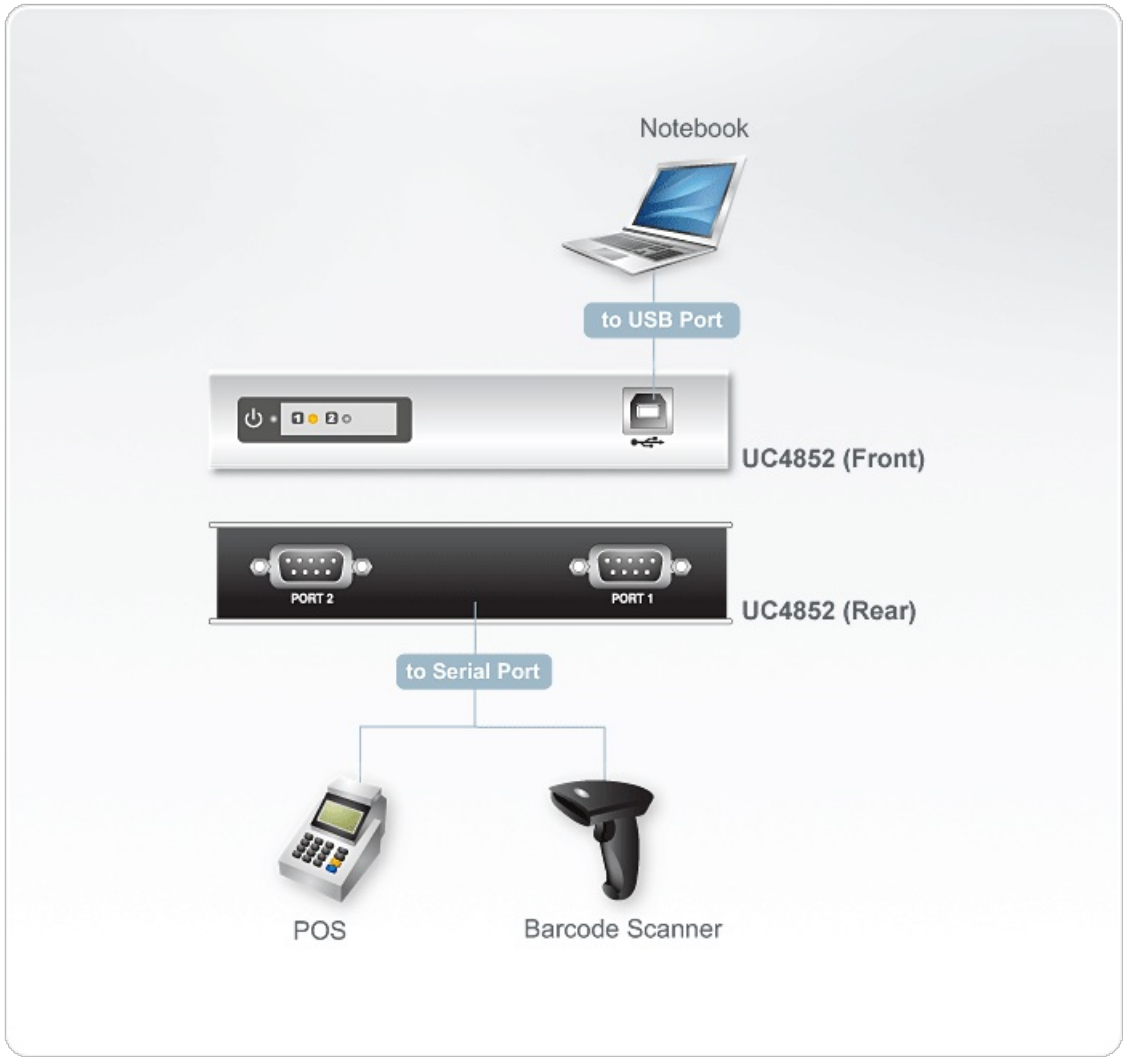 Notebook
to USB Port
1 2
UC4852 (Front)
PORT 2 PORT 1
UC4852 (Rear)
to Serial Port
POS Barcode Scanner